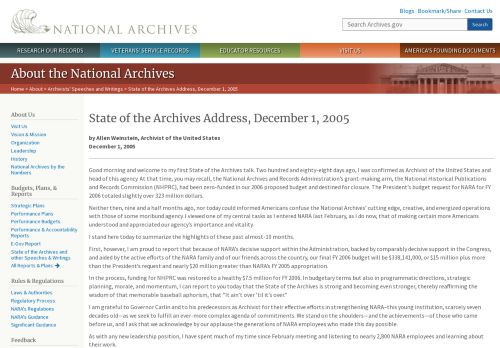 Blogs · Bookmark/Share · Contact Us
NATIONAL ARCHIVES
Search Archives.gov
Search
RESEARCH OUR RECORDS
VETERANS' SERVICE RECORDS
EDUCATOR RESOURCES
VISIT US
AMERICA'S FOUNDING DOCUMENTS
About the National Archives
Home > About > Archivists' Speeches and Writings > State of the Archives Address, December 1, 2005
About Us
Visit Us
Vision & Mission
Organization
Leadership
History
National Archives by the
Numbers
Budgets, Plans, &
Reports
Strategic Plans
Performance Plans
Performance Budgets
Performance & Accountability
Reports
E-Gov Report
State of the Archives and
other Speeches & Writings
All Reports & Plans
Rules & Regulations
Laws & Authorities
Regulatory Process
NARA's Regulations
NARA's Guidance
Significant Guidance
Feedback
State of the Archives Address, December 1, 2005
by Allen Weinstein, Archivist of the United States
December 1, 2005
Good morning and welcome to my first State of the Archives talk. Two hundred and eighty-eight days ago, I was confirmed as Archivist of the United States and
head of this agency. At that time, you may recall, the National Archives and Records Administration's grant-making arm, the National Historical Publications
and Records Commission (NHPRC), had been zero-funded in our 2006 proposed budget and destined for closure. The President's budget request for NARA for FY
2006 totaled slightly over 323 million dollars.
Neither then, nine and a half months ago, nor today could informed Americans confuse the National Archives' cutting edge, creative, and energized operations
with those of some moribund agency. I viewed one of my central tasks as I entered NARA last February, as I do now, that of making certain more Americans
understood and appreciated our agency's importance and vitality.
I stand here today to summarize the highlights of these past almost-10 months.
First, however, I am proud to report that because of NARA's decisive support within the Administration, backed by comparably decisive support in the Congress,
and aided by the active efforts of the NARA family and of our friends across the country, our final FY 2006 budget will be $338,141,000, or $15 million plus more
than the President's request and nearly $20 million greater than NARA's FY 2005 appropriation.
In the process, funding for NHPRC was restored to a healthy $7.5 million for FY 2006. In budgetary terms but also in programmatic directions, strategic
planning, morale, and momentum, I can report to you today that the State of the Archives is strong and becoming even stronger, thereby reaffirming the
wisdom of that memorable baseball aphorism, that "it ain't over 'til it's over."
I am grateful to Governor Carlin and to his predecessors as Archivist for their effective efforts in strengthening NARA–this young institution, scarcely seven
decades old—as we seek to fulfill an ever-more complex agenda of commitments. We stand on the shoulders—and the achievements—of those who came
before us, and I ask that we acknowledge by our applause the generations of NARA employees who made this day possible.
As with any new leadership position, I have spent much of my time since February meeting and listening to nearly 2,800 NARA employees and learning about
their work.